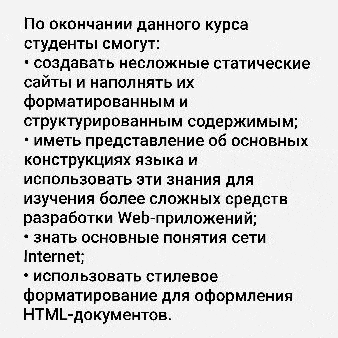 По окончании данного курса
студенты смогут:
• создавать несложные статические
сайты и наполнять их
форматированным и
структурированным содержимым;
• иметь представление об основных
конструкциях языка и
использовать эти знания для
изучения более сложных средств
разработки Web-приложений;
• знать основные понятия сети
Internet;
• использовать стилевое
форматирование для оформления
HTML-документов.